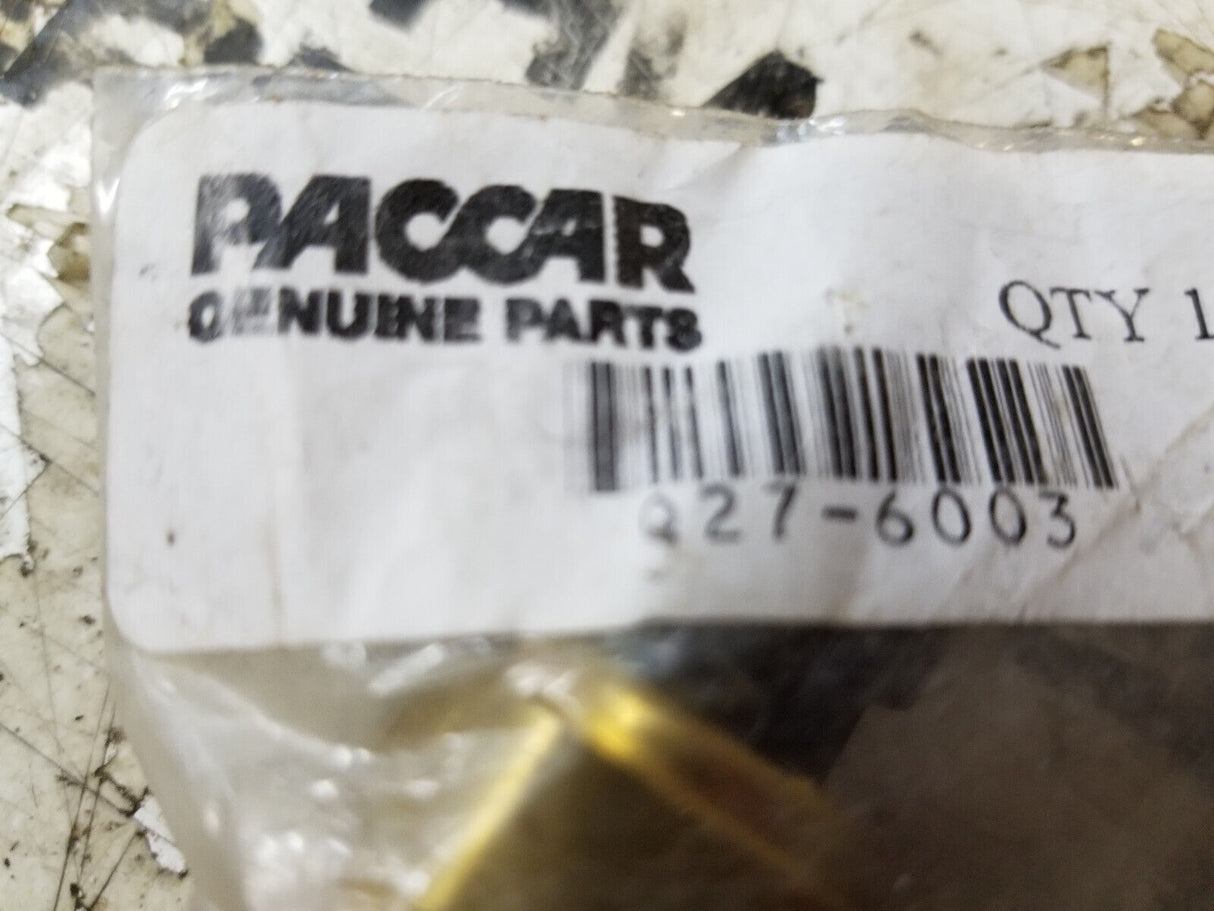 PACCAR
GENUINE PARTS
QTY 1
Q27-6003